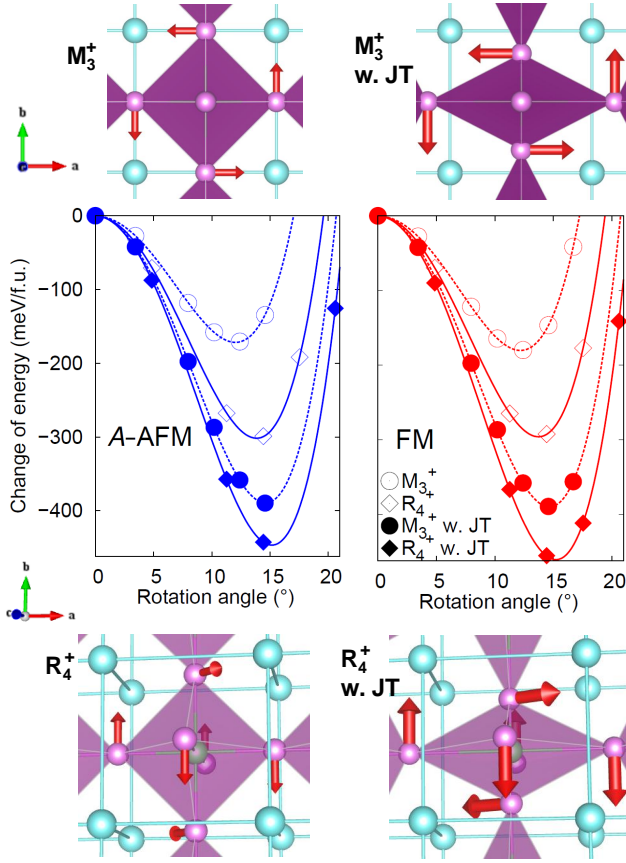 M₃⁺
M₃⁺
w. JT
b
a
c
Change of energy (meV/f.u.)
0
−100
−200
−300
−400
A–AFM
0
5
10
15
20
Rotation angle (°)
FM
M₃⁺
R₄⁺
M₃⁺ w. JT
R₄⁺ w. JT
0
5
10
15
20
Rotation angle (°)
b
c
a
R₄⁺
R₄⁺
w. JT